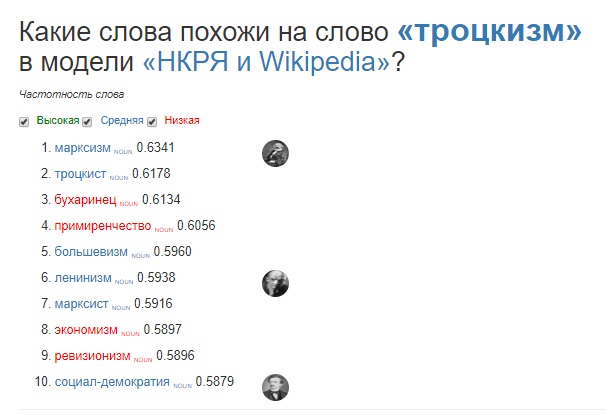 Какие слова похожи на слово «троцкизм»
в модели «НКРЯ и Wikipedia»?
Частотность слова
Высокая Средняя Низкая
1. марксизм NOUN 0.6341
2. троцкист NOUN 0.6178
3. бухаринец NOUN 0.6134
4. примиренчество NOUN 0.6056
5. большевизм NOUN 0.5960
6. ленинизм NOUN 0.5938
7. марксист NOUN 0.5916
8. экономизм NOUN 0.5897
9. ревизионизм NOUN 0.5896
10. социал-демократия NOUN 0.5879